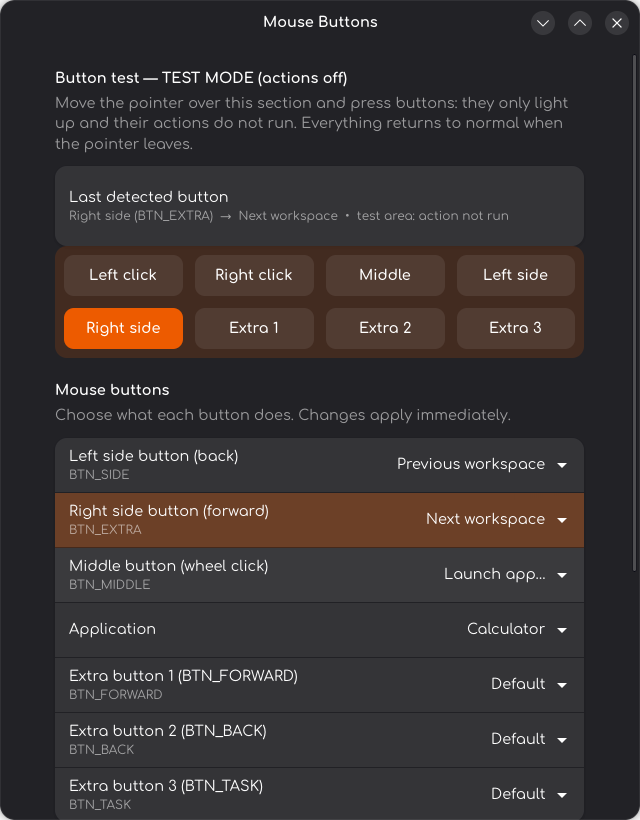 Mouse Buttons
Button test — TEST MODE (actions off)
Move the pointer over this section and press buttons: they only light
up and their actions do not run. Everything returns to normal when
the pointer leaves.
Last detected button
Right side (BTN_EXTRA) → Next workspace • test area: action not run
Left click
Right click
Middle
Left side
Right side
Extra 1
Extra 2
Extra 3
Mouse buttons
Choose what each button does. Changes apply immediately.
Left side button (back)
BTN_SIDE
Previous workspace
Right side button (forward)
BTN_EXTRA
Next workspace
Middle button (wheel click)
BTN_MIDDLE
Launch app...
Application
Calculator
Extra button 1 (BTN_FORWARD)
BTN_FORWARD
Default
Extra button 2 (BTN_BACK)
BTN_BACK
Default
Extra button 3 (BTN_TASK)
BTN_TASK
Default